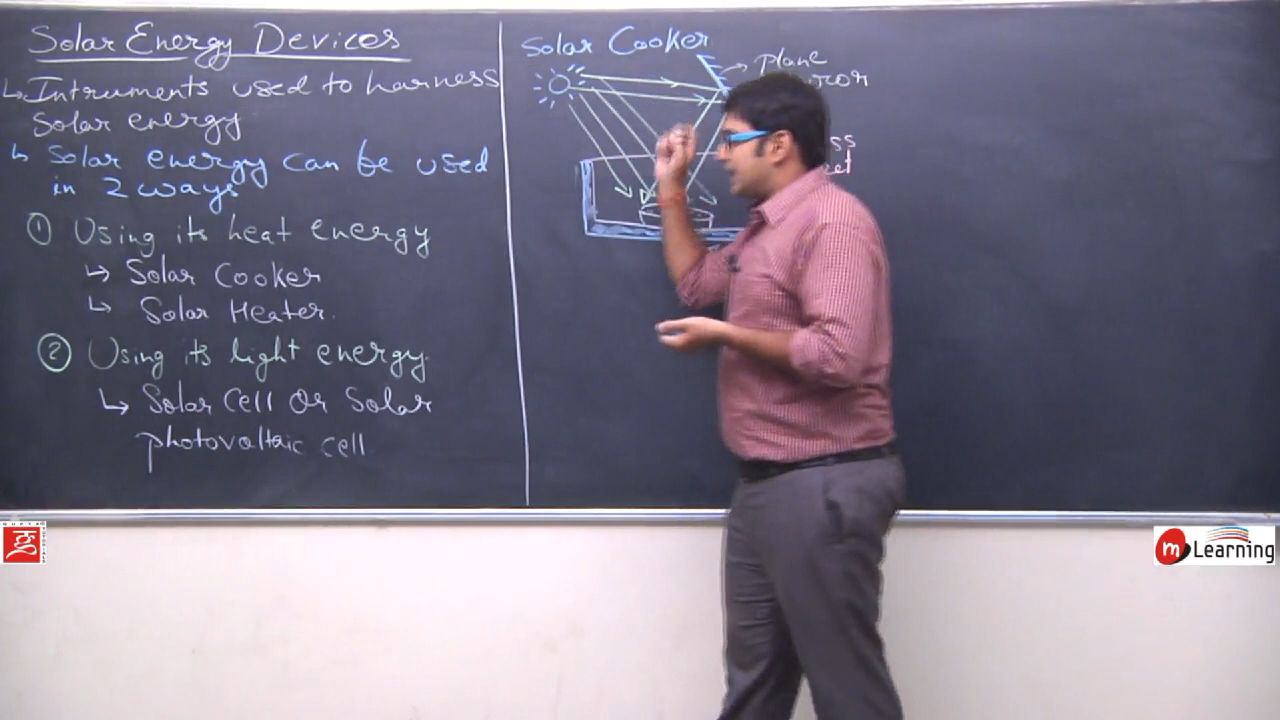 Solar Energy Devices
↳ Intruments used to harness
Solar energy
↳ Solar energy can be used
in 2 ways
① Using its heat energy
↳ Solar Cooker
↳ Solar Heater.
② Using its light energy.
↳ Solar cell or Solar
photovoltaic cell
Solar Cooker
plane
m Learning